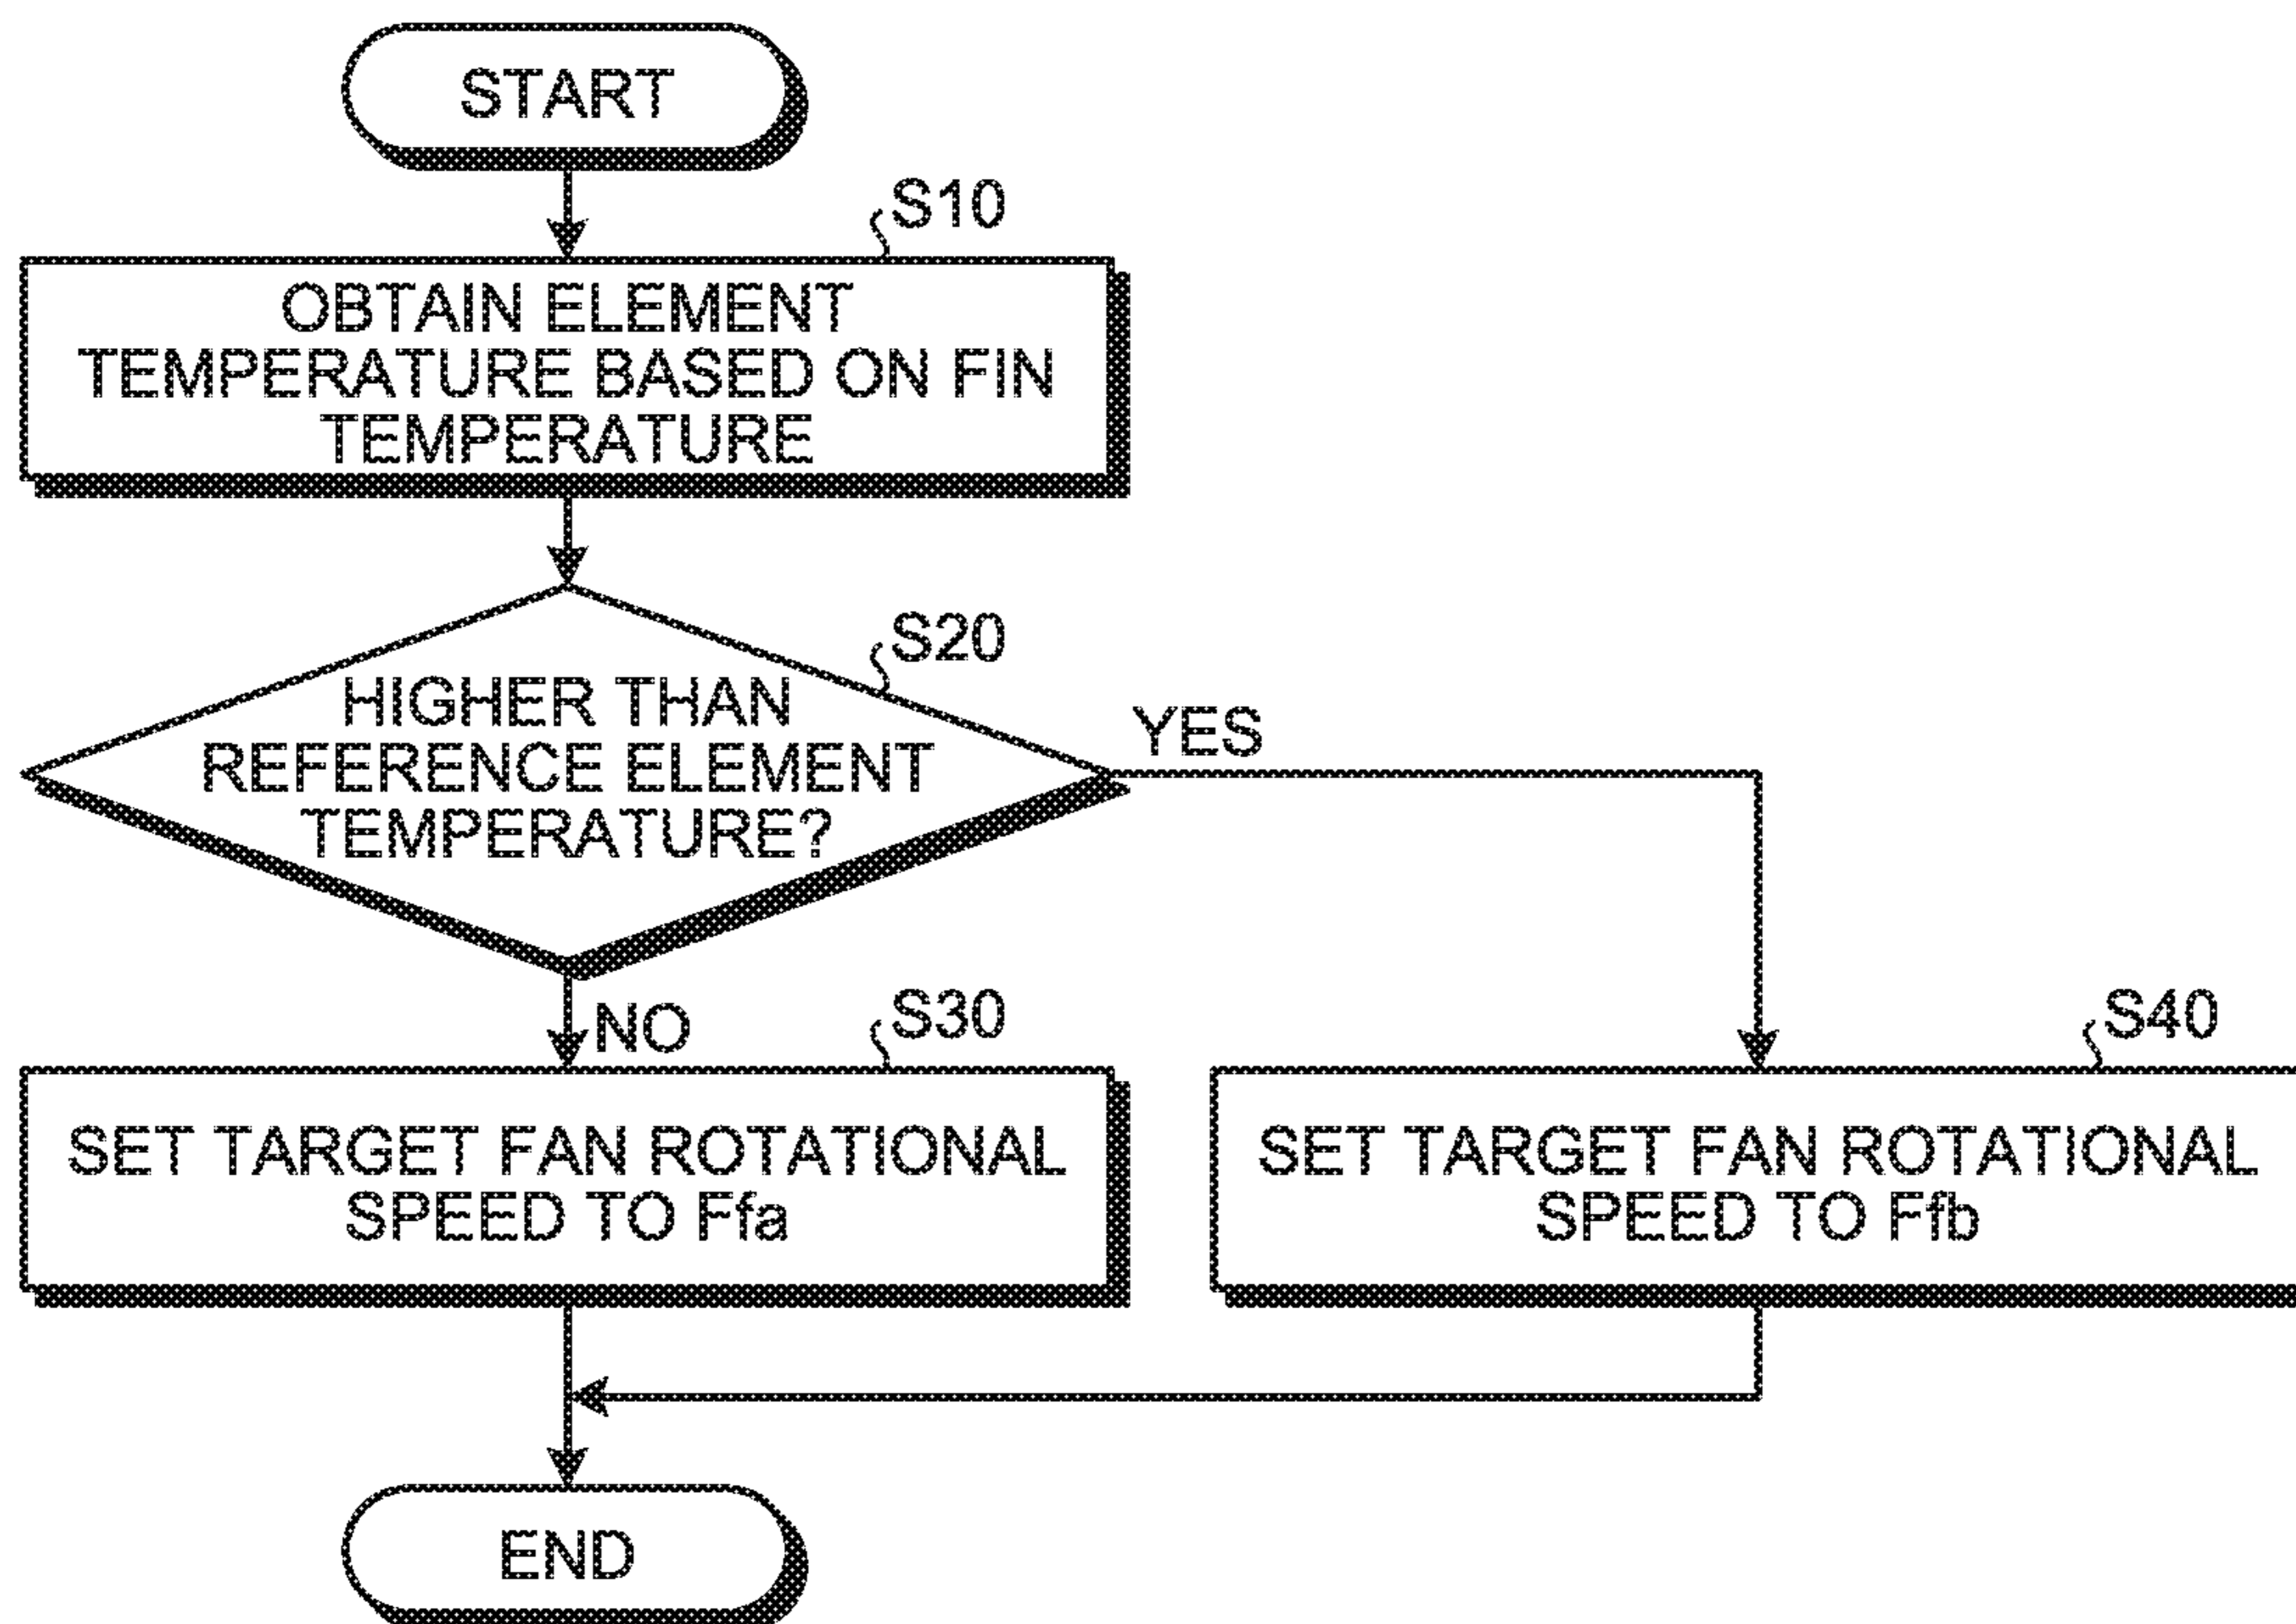 START
S10
OBTAIN ELEMENT
TEMPERATURE BASED ON FIN
TEMPERATURE
S20
HIGHER THAN
REFERENCE ELEMENT
TEMPERATURE?
YES
NO
S30
SET TARGET FAN ROTATIONAL
SPEED TO Ffa
S40
SET TARGET FAN ROTATIONAL
SPEED TO Ffb
END